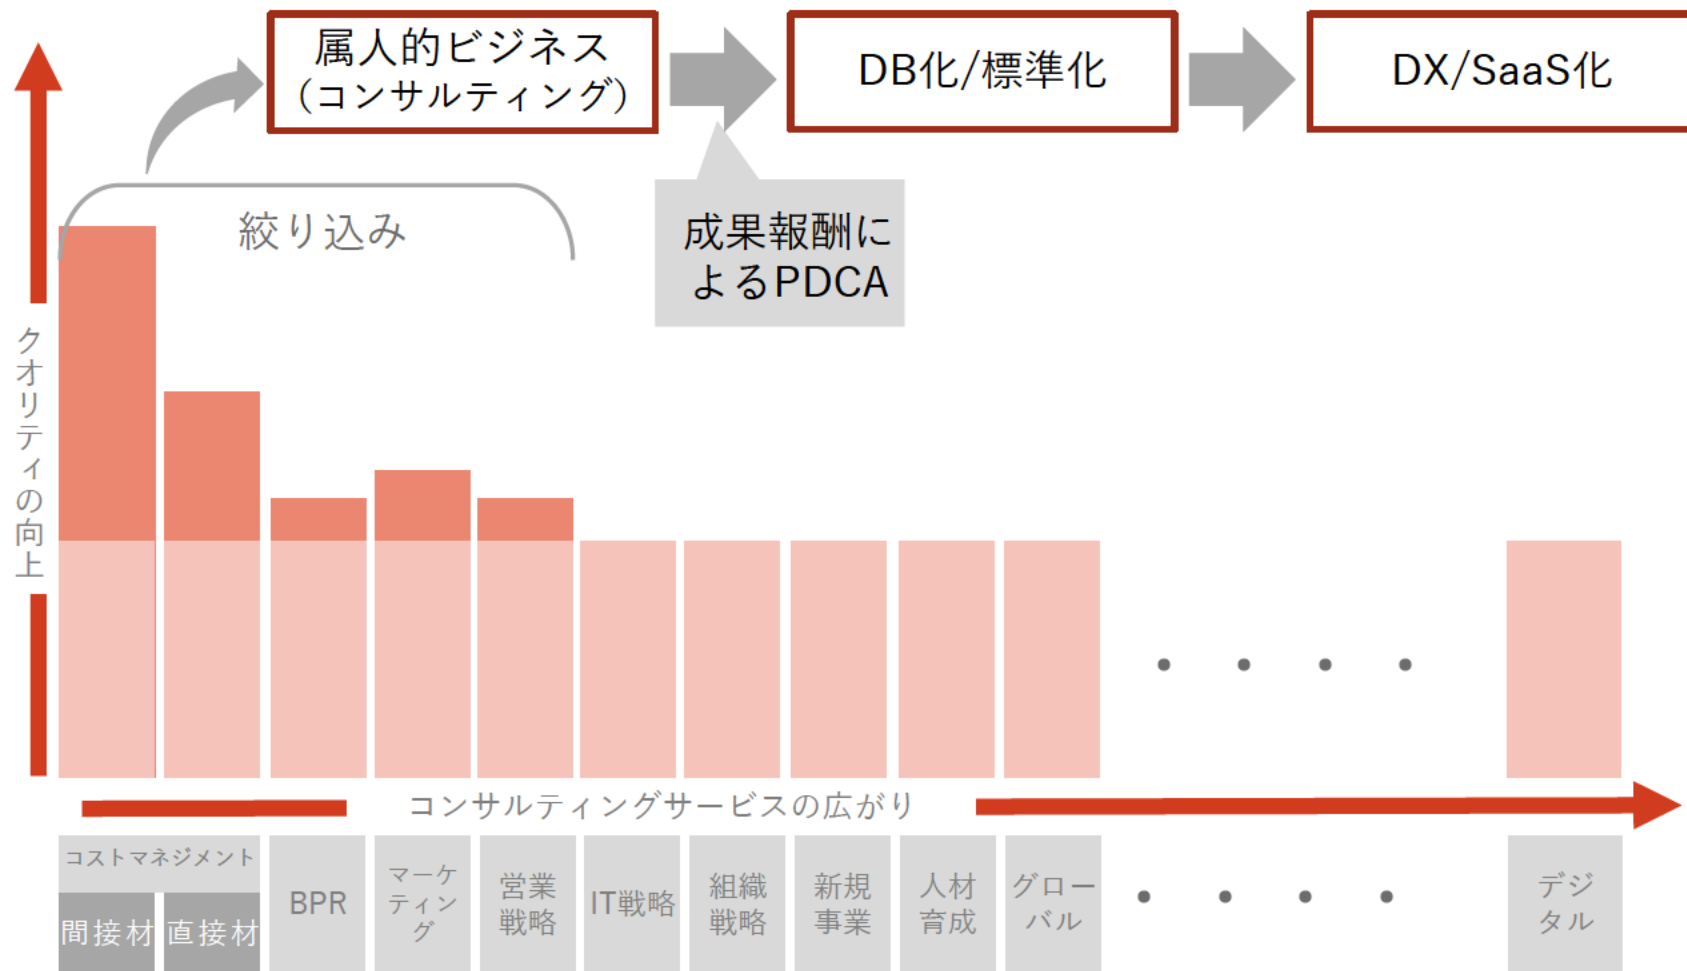 属人的ビジネス
（コンサルティング）
DB化/標準化
DX/SaaS化
絞り込み
成果報酬に
よるPDCA
クオリティの向上
コンサルティングサービスの広がり
コストマネジメント
間接材
直接材
BPR
マーケ
ティン
グ
営業
戦略
IT戦略
組織
戦略
新規
事業
人材
育成
グロー
バル
デジ
タル